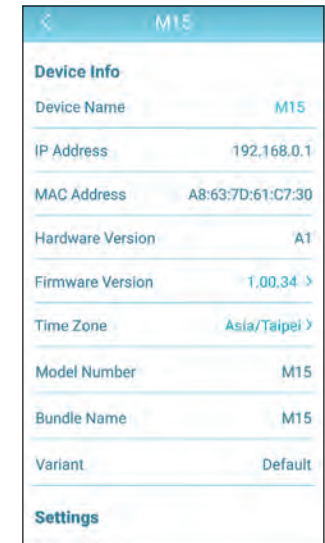 M15
Device Info
Device Name M15
IP Address 192.168.0.1
MAC Address A8:63:7D:61:C7:30
Hardware Version A1
Firmware Version 1.00.34 >
Time Zone Asia/Taipei >
Model Number M15
Bundle Name M15
Variant Default
Settings